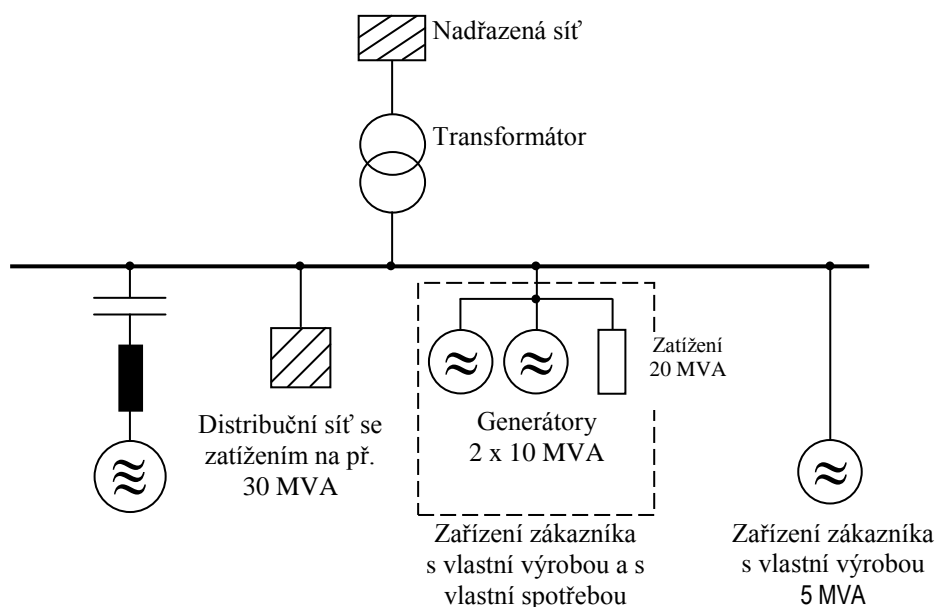 Nadřazená síť
Transformátor
Distribuční síť se
zatížením na př.
30 MVA
Generátory
2 x 10 MVA
Zatížení
20 MVA
Zařízení zákazníka
s vlastní výrobou a s
vlastní spotřebou
Zařízení zákazníka
s vlastní výrobou
5 MVA